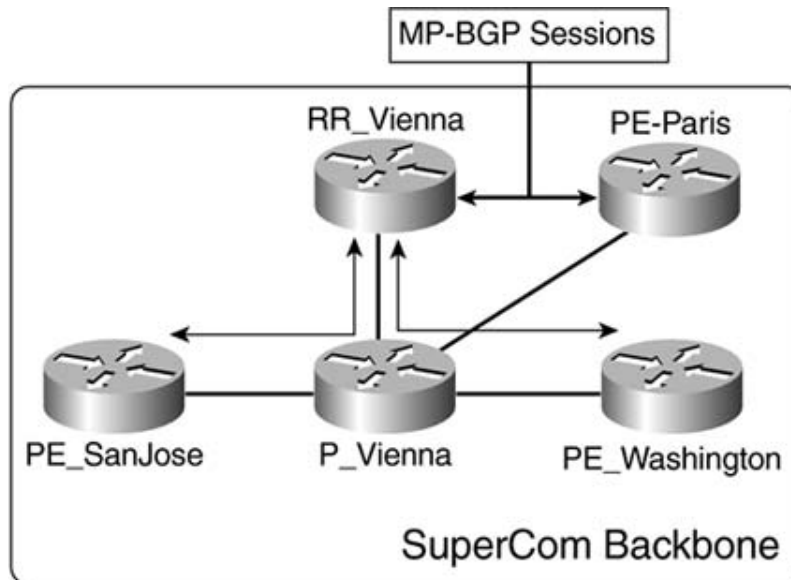 MP-BGP Sessions
RR_Vienna
PE-Paris
PE_SanJose
P_Vienna
PE_Washington
SuperCom Backbone